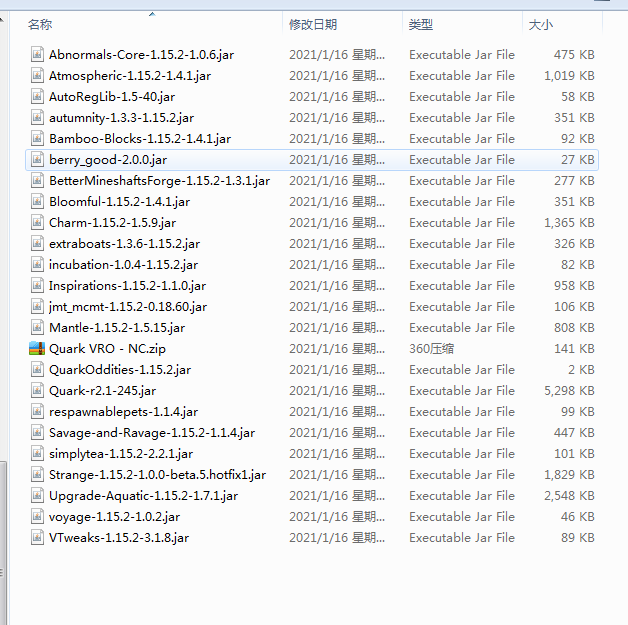 名称 修改日期 类型 大小
Abnormals-Core-1.15.2-1.0.6.jar 2021/1/16 星期... Executable Jar File 475 KB
Atmospheric-1.15.2-1.4.1.jar 2021/1/16 星期... Executable Jar File 1,019 KB
AutoRegLib-1.5-40.jar 2021/1/16 星期... Executable Jar File 58 KB
autumnity-1.3.3-1.15.2.jar 2021/1/16 星期... Executable Jar File 351 KB
Bamboo-Blocks-1.15.2-1.4.1.jar 2021/1/16 星期... Executable Jar File 92 KB
berry_good-2.0.0.jar 2021/1/16 星期... Executable Jar File 27 KB
BetterMineshaftsForge-1.15.2-1.3.1.jar 2021/1/16 星期... Executable Jar File 277 KB
Bloomful-1.15.2-1.4.1.jar 2021/1/16 星期... Executable Jar File 351 KB
Charm-1.15.2-1.5.9.jar 2021/1/16 星期... Executable Jar File 1,365 KB
extraboats-1.3.6-1.15.2.jar 2021/1/16 星期... Executable Jar File 326 KB
incubation-1.0.4-1.15.2.jar 2021/1/16 星期... Executable Jar File 82 KB
Inspirations-1.15.2-1.1.0.jar 2021/1/16 星期... Executable Jar File 958 KB
jmt_mcmt-1.15.2-0.18.60.jar 2021/1/16 星期... Executable Jar File 106 KB
Mantle-1.15.2-1.5.15.jar 2021/1/16 星期... Executable Jar File 808 KB
Quark VRO - NC.zip 2021/1/16 星期... 360压缩 141 KB
QuarkOddities-1.15.2.jar 2021/1/16 星期... Executable Jar File 2 KB
Quark-r2.1-245.jar 2021/1/16 星期... Executable Jar File 5,298 KB
respawnablepets-1.1.4.jar 2021/1/16 星期... Executable Jar File 99 KB
Savage-and-Ravage-1.15.2-1.1.4.jar 2021/1/16 星期... Executable Jar File 447 KB
simplytea-1.15.2-2.2.1.jar 2021/1/16 星期... Executable Jar File 101 KB
Strange-1.15.2-1.0.0-beta.5.hotfix1.jar 2021/1/16 星期... Executable Jar File 1,829 KB
Upgrade-Aquatic-1.15.2-1.7.1.jar 2021/1/16 星期... Executable Jar File 2,548 KB
voyage-1.15.2-1.0.2.jar 2021/1/16 星期... Executable Jar File 46 KB
VTweaks-1.15.2-3.1.8.jar 2021/1/16 星期... Executable Jar File 89 KB